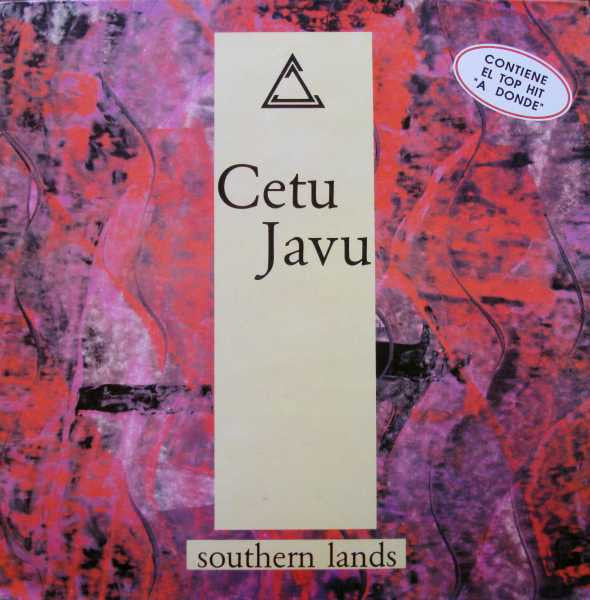 CONTIENE
EL TOP HIT
"A DONDE"
Cetu
Javu
southern lands